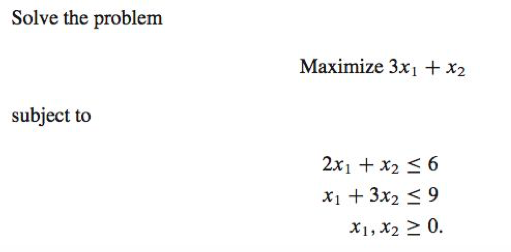 Solve the problem
Maximize 3x₁ + x₂
subject to
2x₁ + x₂ ≤ 6
x₁ + 3x₂ ≤ 9
x₁, x₂ ≥ 0.